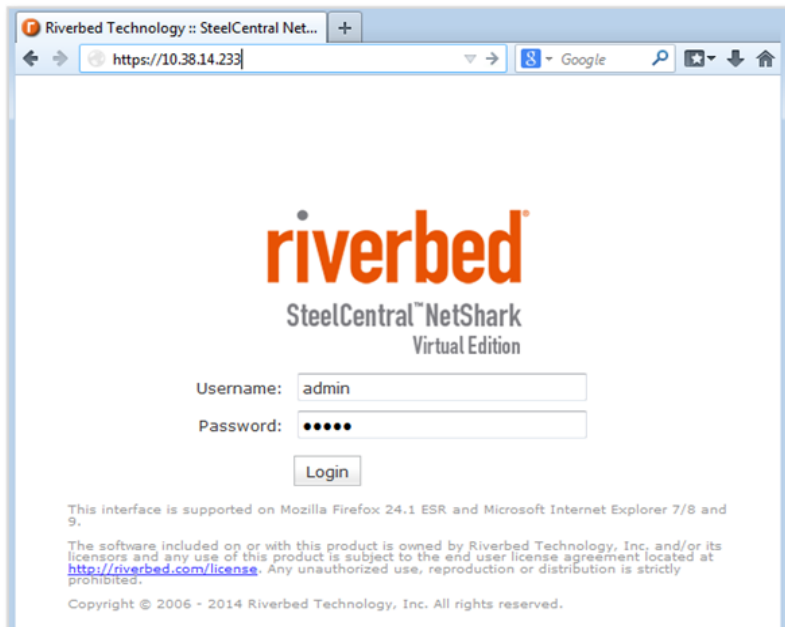 Riverbed Technology :: SteelCentral Net...
https://10.38.14.233
Google
riverbed®
SteelCentral™ NetShark
Virtual Edition
Username: admin
Password: •••••
Login
This interface is supported on Mozilla Firefox 24.1 ESR and Microsoft Internet Explorer 7/8 and
9.
The software included on or with this product is owned by Riverbed Technology, Inc. and/or its
licensors and any use of this product is subject to the end user license agreement located at
http://riverbed.com/license. Any unauthorized use, reproduction or distribution is strictly
prohibited.
Copyright © 2006 - 2014 Riverbed Technology, Inc. All rights reserved.